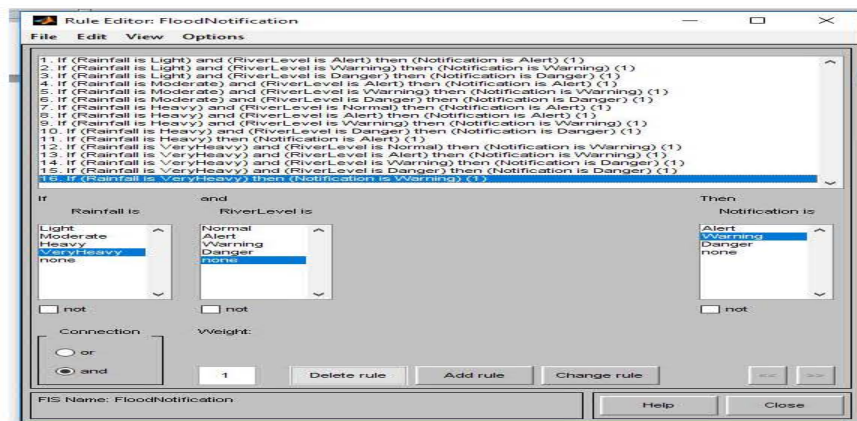 Rule Editor: FloodNotification
File Edit View Options
1. If (Rainfall is Light) and (RiverLevel is Alert) then (Notification is Alert) (1)
2. If (Rainfall is Light) and (RiverLevel is Warning) then (Notification is Warning) (1)
3. If (Rainfall is Light) and (RiverLevel is Danger) then (Notification is Danger) (1)
4. If (Rainfall is Moderate) and (RiverLevel is Alert) then (Notification is Alert) (1)
5. If (Rainfall is Moderate) and (RiverLevel is Warning) then (Notification is Warning) (1)
6. If (Rainfall is Moderate) and (RiverLevel is Danger) then (Notification is Danger) (1)
7. If (Rainfall is Heavy) and (RiverLevel is Normal) then (Notification is Alert) (1)
8. If (Rainfall is Heavy) and (RiverLevel is Alert) then (Notification is Alert) (1)
9. If (Rainfall is Heavy) and (RiverLevel is Warning) then (Notification is Warning) (1)
10. If (Rainfall is Heavy) and (RiverLevel is Danger) then (Notification is Danger) (1)
11. If (Rainfall is Heavy) then (Notification is Alert) (1)
12. If (Rainfall is VeryHeavy) and (RiverLevel is Normal) then (Notification is Warning) (1)
13. If (Rainfall is VeryHeavy) and (RiverLevel is Alert) then (Notification is Warning) (1)
14. If (Rainfall is VeryHeavy) and (RiverLevel is Warning) then (Notification is Danger) (1)
15. If (Rainfall is VeryHeavy) and (RiverLevel is Danger) then (Notification is Danger) (1)
16. If (Rainfall is VeryHeavy) then (Notification is Warning) (1)
If and Then
Rainfall is RiverLevel is Notification is
Light Normal Alert
Moderate Alert Warning
Heavy Warning Danger
VeryHeavy Danger none
none none
not not not
Connection Weight:
or
and 1 Delete rule Add rule Change rule << >>
FIS Name: FloodNotification Help Close